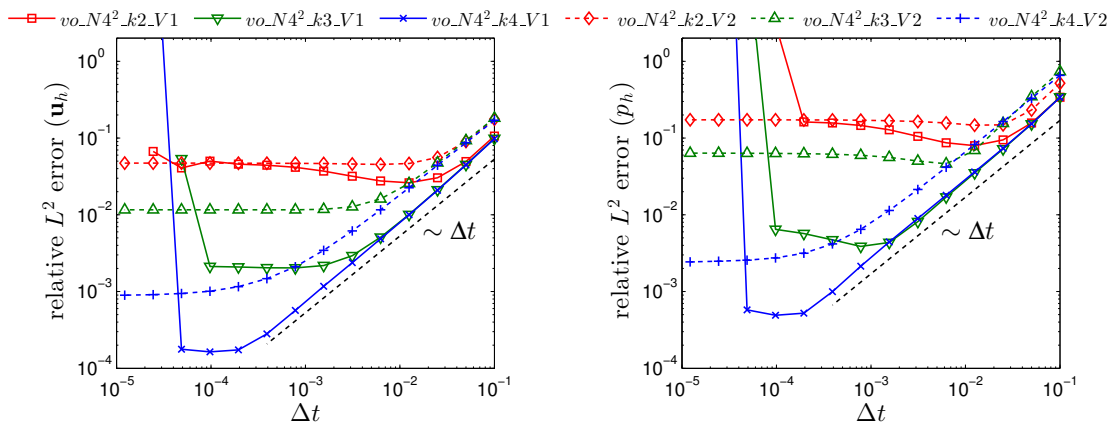 vo_N4²_k2_V1 vo_N4²_k3_V1 vo_N4²_k4_V1 vo_N4²_k2_V2 vo_N4²_k3_V2 vo_N4²_k4_V2
relative L² error (u_h)
10⁰
10⁻¹
10⁻²
10⁻³
10⁻⁴
∼ Δt
10⁻⁵ 10⁻⁴ 10⁻³ 10⁻² 10⁻¹
Δt
relative L² error (p_h)
10⁰
10⁻¹
10⁻²
10⁻³
10⁻⁴
∼ Δt
10⁻⁵ 10⁻⁴ 10⁻³ 10⁻² 10⁻¹
Δt